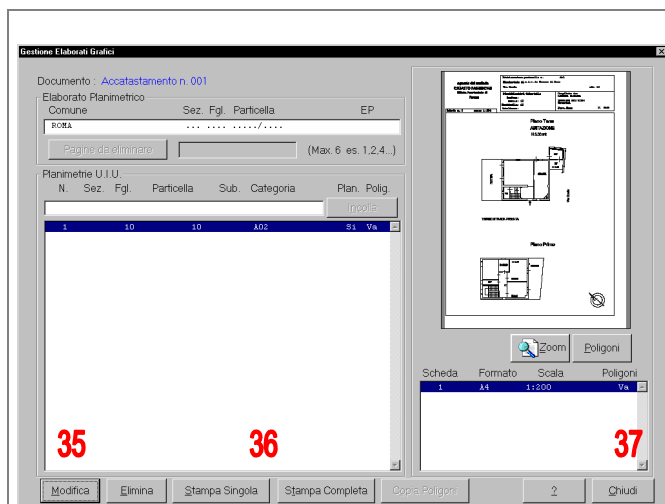 Gestione Elaborati Grafici
Documento : Accatastamento n. 001
Elaborato Planimetrico
Comune Sez. Fgl. Particella EP
ROMA ... .... ...../....
Pagine da eliminare (Max. 6 es. 1,2,4...)
Planimetrie U.I.U.
N. Sez. Fgl. Particella Sub. Categoria Plan. Polig.
Incolla
1 10 10 A02 Si Va
Piano Terra
ABITAZIONE
Piano Primo
Zoom Poligoni
Scheda Formato Scala Poligoni
1 A4 1:200 Va
35 36 37
Modifica Elimina Stampa Singola Stampa Completa Copia Poligoni ? Chiudi